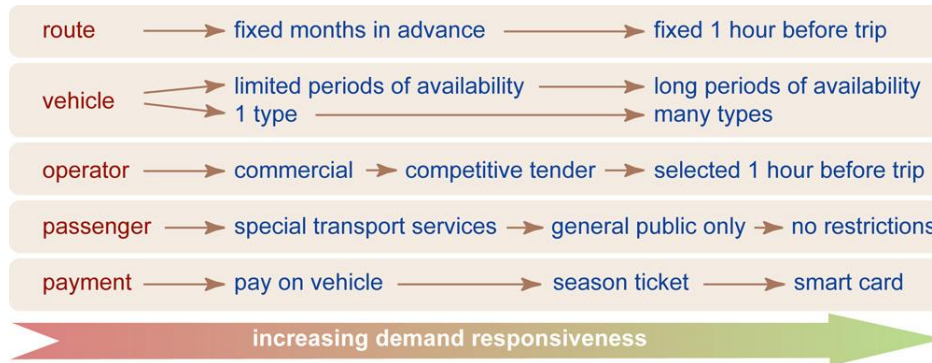 route fixed months in advance fixed 1 hour before trip
vehicle
limited periods of availability long periods of availability
1 type many types
operator commercial competitive tender selected 1 hour before trip
passenger special transport services general public only no restrictions
payment pay on vehicle season ticket smart card
increasing demand responsiveness